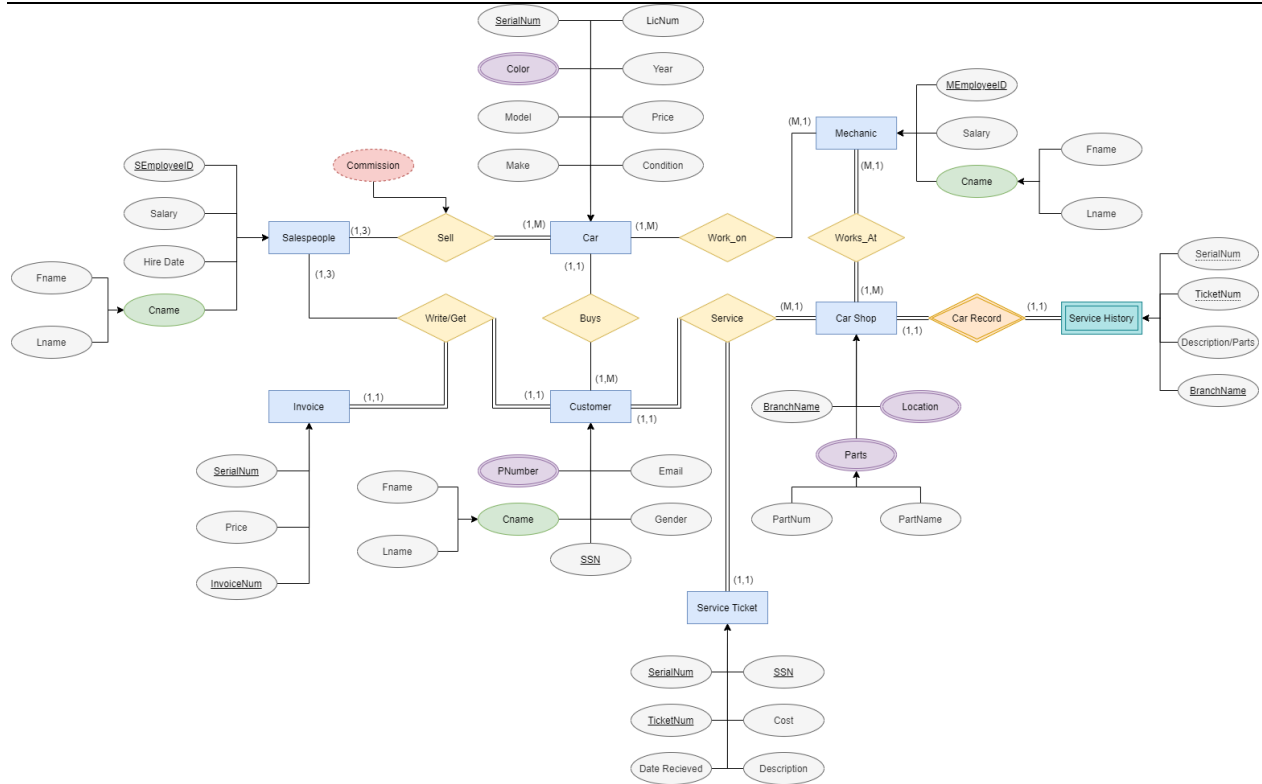 SerialNum
LicNum
Color
Year
Model
Price
Make
Condition
MEmployeeID
Salary
Cname
Fname
Lname
Mechanic
(M,1)
(M,1)
Commission
SEmployeeID
Salary
Hire Date
Cname
Fname
Lname
Salespeople
(1,3)
Sell
(1,M)
Car
(1,M)
Work_on
Works_At
(1,3)
(1,1)
(1,M)
Write/Get
Buys
Service
(M,1)
Car Shop
(1,1)
Car Record
(1,1)
Service History
SerialNum
TicketNum
Description/Parts
BranchName
Invoice
(1,1)
(1,1)
(1,M)
Customer
(1,1)
BranchName
Location
Parts
PartNum
PartName
SerialNum
Price
InvoiceNum
PNumber
Email
Fname
Cname
Gender
Lname
SSN
(1,1)
Service Ticket
SerialNum
SSN
TicketNum
Cost
Date Recieved
Description